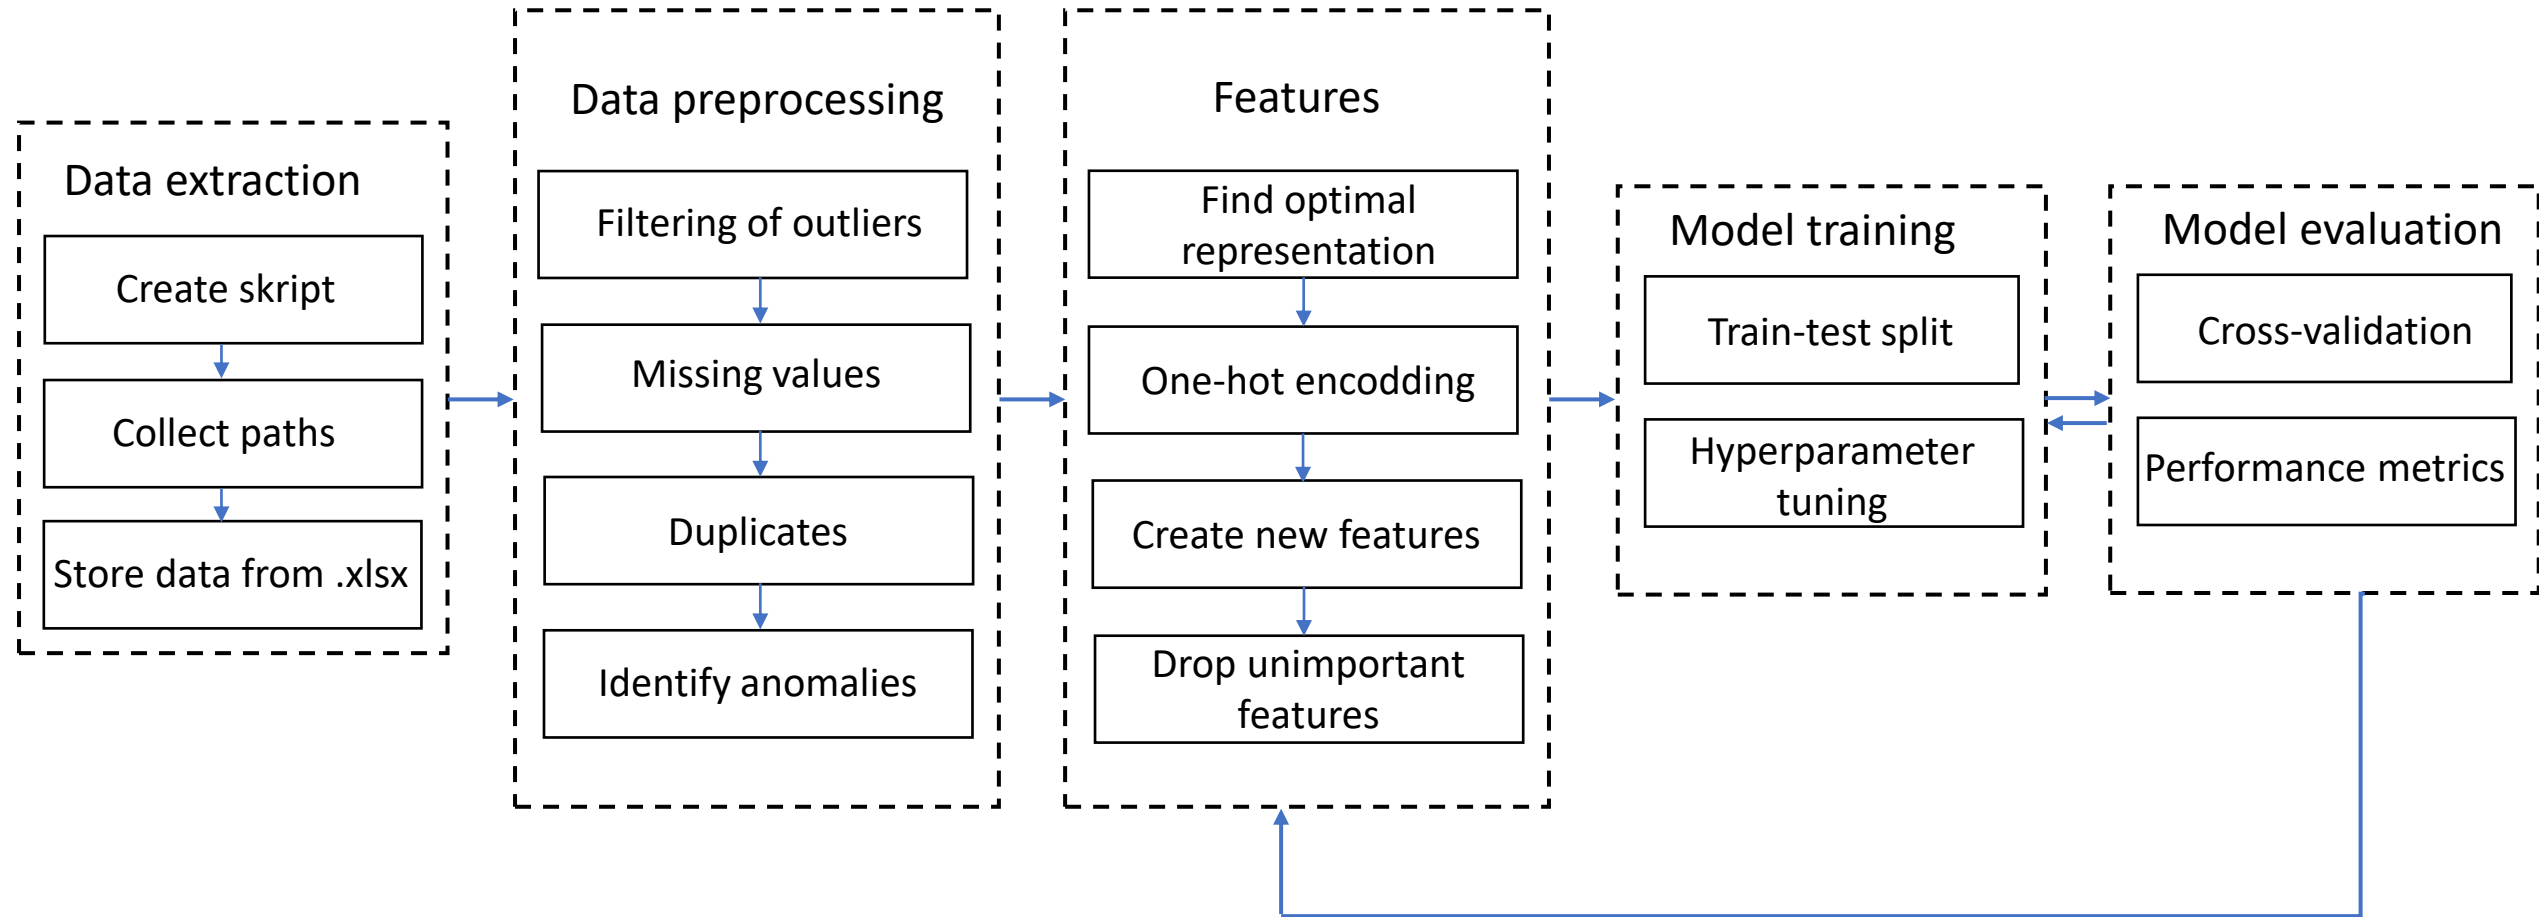 Data extraction
Create skript
Collect paths
Store data from .xlsx
Data preprocessing
Filtering of outliers
Missing values
Duplicates
Identify anomalies
Features
Find optimal
representation
One-hot encodding
Create new features
Drop unimportant
features
Model training
Train-test split
Hyperparameter
tuning
Model evaluation
Cross-validation
Performance metrics